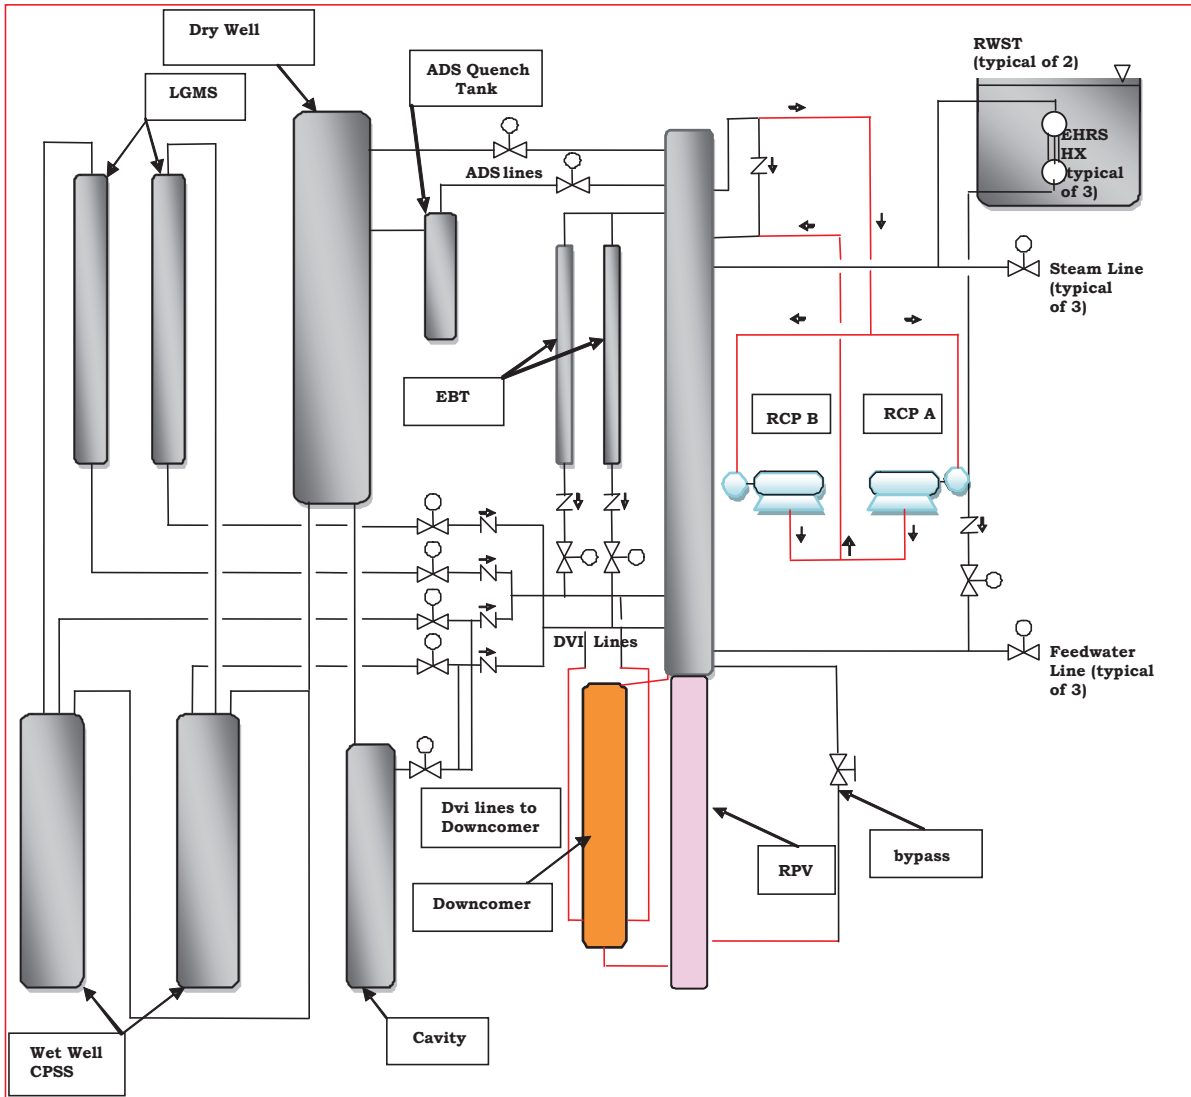 Dry Well
RWST
(typical of 2)
ADS Quench
Tank
LGMS
EHRS
HX
(typical
of 3)
ADS lines
Steam Line
(typical
of 3)
EBT
RCP B
RCP A
DVI Lines
Feedwater
Line (typical
of 3)
Dvi lines to
Downcomer
bypass
RPV
Downcomer
Cavity
Wet Well
CPSS